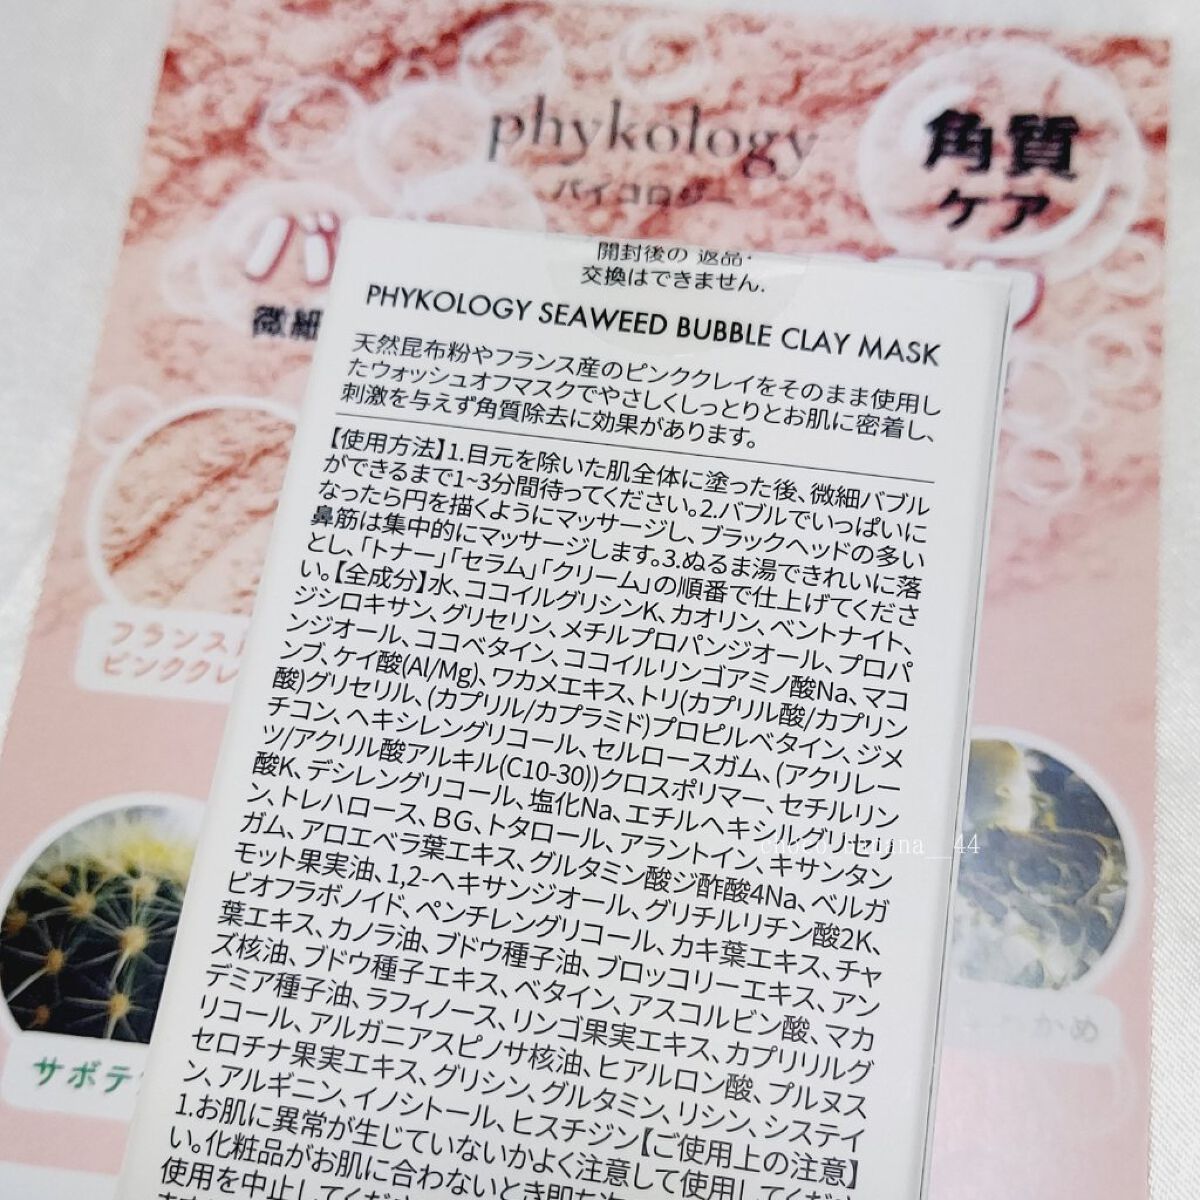 phykology
パイコロジー
角質
ケア
バ
微細
開封後の 返品・
交換はできません.
PHYKOLOGY SEAWEED BUBBLE CLAY MASK
天然昆布粉やフランス産のピンククレイをそのまま使用し
たウォッシュオフマスクでやさしくしっとりとお肌に密着し、
刺激を与えず角質除去に効果があります。
【使用方法】1.目元を除いた肌全体に塗った後、微細バブル
ができるまで1~3分間待ってください。2.バブルでいっぱいに
なったら円を描くようにマッサージし、ブラックヘッドの多い
鼻筋は集中的にマッサージします。3.ぬるま湯できれいに落
とし、「トナー」「セラム」「クリーム」の順番で仕上げてくださ
い。【全成分】水、ココイルグリシンK、カオリン、ベントナイト、
ジシロキサン、グリセリン、メチルプロパンジオール、プロパ
ンジオール、ココベタイン、ココイルリンゴアミノ酸Na、マコ
ンブ、ケイ酸(Al/Mg)、ワカメエキス、トリ(カプリル酸/カプリン
酸)グリセリル、(カプリル/カプラミド)プロピルベタイン、ジメ
チコン、ヘキシレングリコール、セルロースガム、(アクリレー
ツ/アクリル酸アルキル(C10-30))クロスポリマー、セチルリン
酸K、デシレングリコール、塩化Na、エチルヘキシルグリセリ
ン、トレハロース、BG、トタロール、アラントイン、キサンタン
ガム、アロエベラ葉エキス、グルタミン酸ジ酢酸4Na、ベルガ
モット果実油、1,2-ヘキサンジオール、グリチルリチン酸2K、
ビオフラボノイド、ペンチレングリコール、カキ葉エキス、チャ
葉エキス、カノラ油、ブドウ種子油、ブロッコリーエキス、アン
ズ核油、ブドウ種子エキス、ベタイン、アスコルビン酸、マカ
デミア種子油、ラフィノース、リンゴ果実エキス、カプリリルグ
リコール、アルガニアスピノサ核油、ヒアルロン酸、プルヌス
セロチナ果実エキス、グリシン、グルタミン、リシン、システイ
ン、アルギニン、イノシトール、ヒスチジン【ご使用上の注意】
1.お肌に異常が生じていないかよく注意して使用してくださ
い。化粧品がお肌に合わないとき即ち次
使用を中止してくださ
フランス
ピンククレ
サボテ
かめ
choco_banana__44